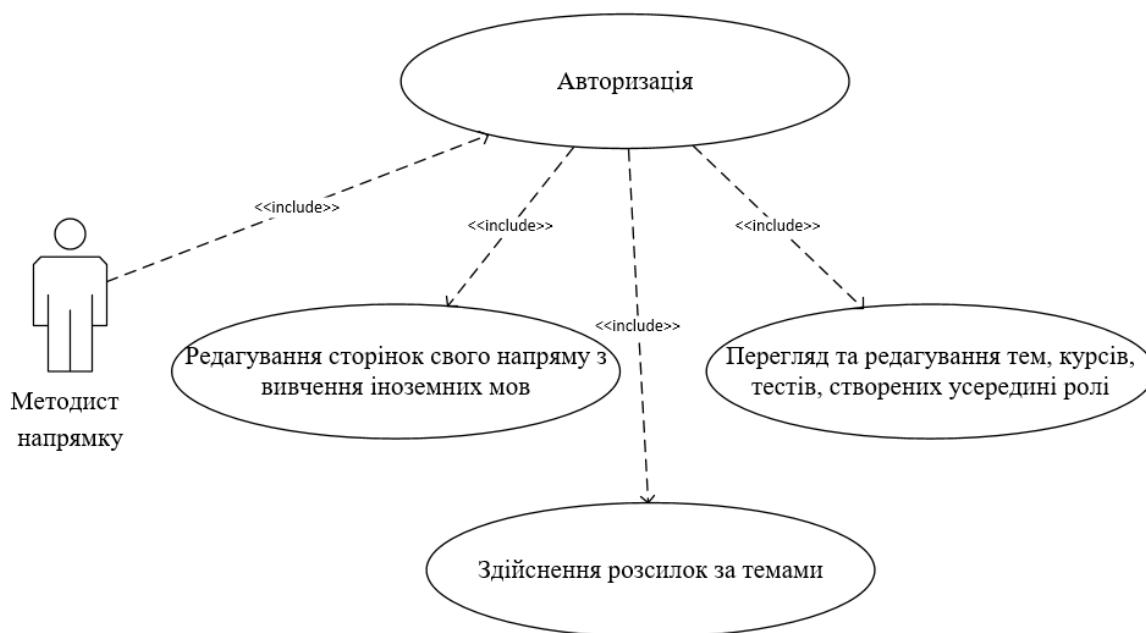 Авторизація
<<include>>
<<include>>
<<include>>
<<include>>
Методист
напрямку
Редагування сторінок свого напряму з
вивчення іноземних мов
Перегляд та редагування тем, курсів,
тестів, створених усередині ролі
Здійснення розсилок за темами